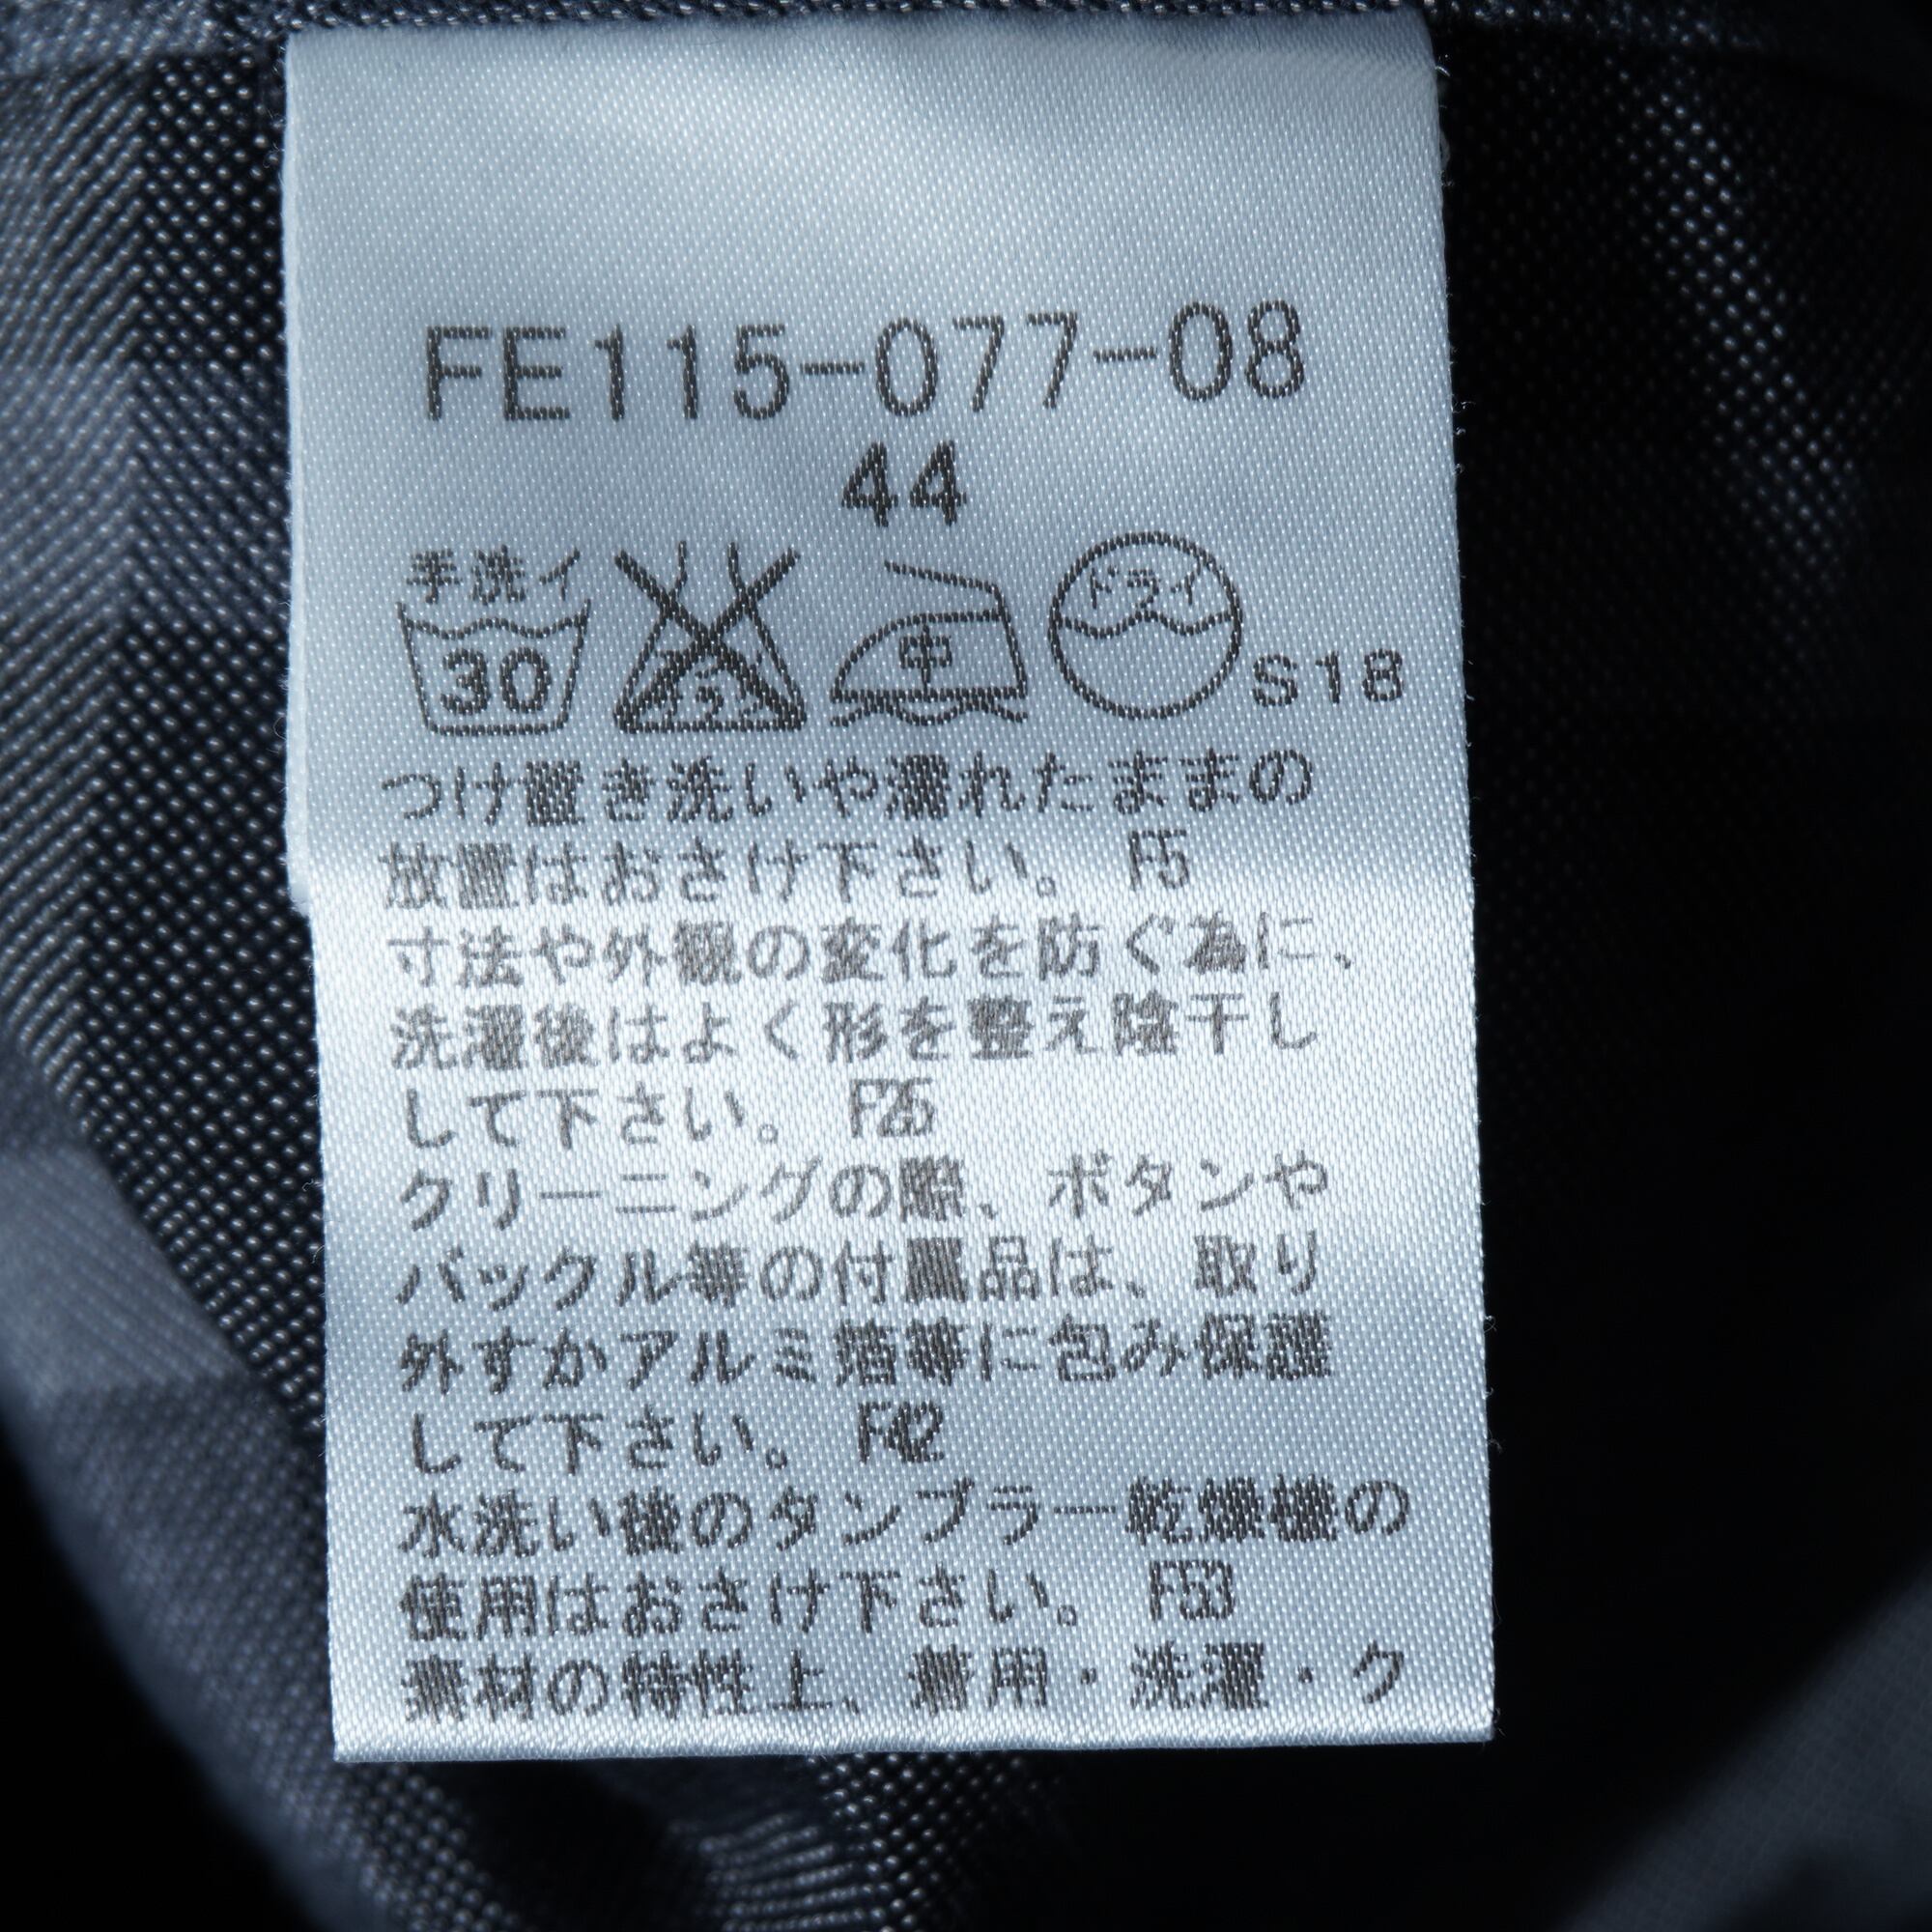 FE115-077-08
44
手洗イ
30
エンソサラシ
中
ドライ
S18
つけ置き洗いや濡れたままの
放置はおさけ下さい。 F5
寸法や外観の変化を防ぐ為に、
洗濯後はよく形を整え陰干し
して下さい。 F26
クリーニングの際、ボタンや
バックル等の付属品は、取り
外すかアルミ箔等に包み保護
して下さい。 F42
水洗い後のタンブラー乾燥機の
使用はおさけ下さい。 F53
素材の特性上、着用・洗濯・ク